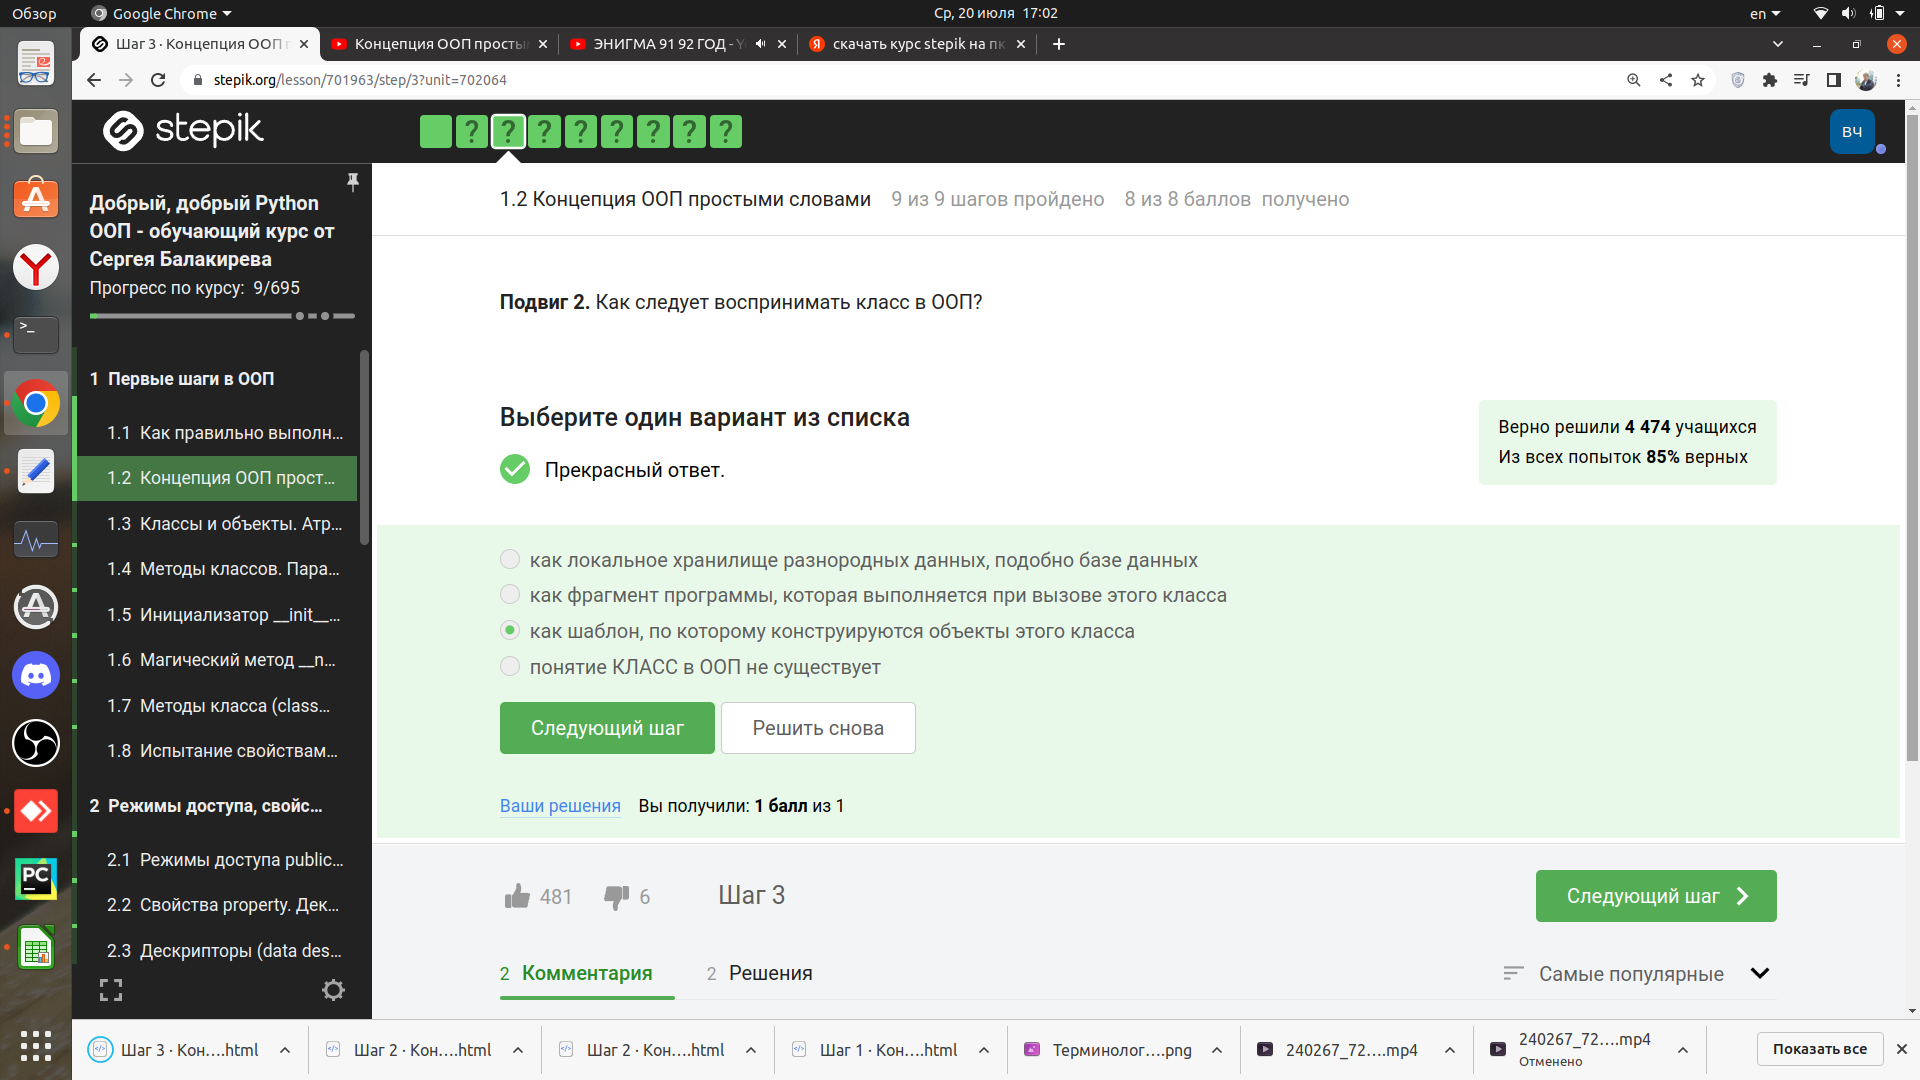 Обзор
Google Chrome
Ср, 20 июля 17:02
en
Шаг 3 · Концепция ООП п
Концепция ООП просты
ЭНИГМА 91 92 ГОД - Y
скачать курс stepik на пк
stepik.org/lesson/701963/step/3?unit=702064
stepik
? ? ? ? ? ? ? ?
ВЧ
Добрый, добрый Python
ООП - обучающий курс от
Сергея Балакирева
Прогресс по курсу: 9/695
1 Первые шаги в ООП
1.1 Как правильно выполн...
1.2 Концепция ООП прост...
1.3 Классы и объекты. Атр...
1.4 Методы классов. Пара...
1.5 Инициализатор __init__...
1.6 Магический метод __n...
1.7 Методы класса (class...
1.8 Испытание свойствам...
2 Режимы доступа, свойс...
2.1 Режимы доступа public...
2.2 Свойства property. Дек...
2.3 Дескрипторы (data des...
1.2 Концепция ООП простыми словами 9 из 9 шагов пройдено 8 из 8 баллов получено
Подвиг 2. Как следует воспринимать класс в ООП?
Выберите один вариант из списка
Прекрасный ответ.
Верно решили 4 474 учащихся
Из всех попыток 85% верных
как локальное хранилище разнородных данных, подобно базе данных
как фрагмент программы, которая выполняется при вызове этого класса
как шаблон, по которому конструируются объекты этого класса
понятие КЛАСС в ООП не существует
Следующий шаг
Решить снова
Ваши решения Вы получили: 1 балл из 1
481 6 Шаг 3
Следующий шаг
2 Комментария 2 Решения
Самые популярные
PC
Шаг 3 · Кон....html
Шаг 2 · Кон....html
Шаг 2 · Кон....html
Шаг 1 · Кон....html
Терминолог....png
240267_72....mp4
240267_72....mp4
Отменено
Показать все